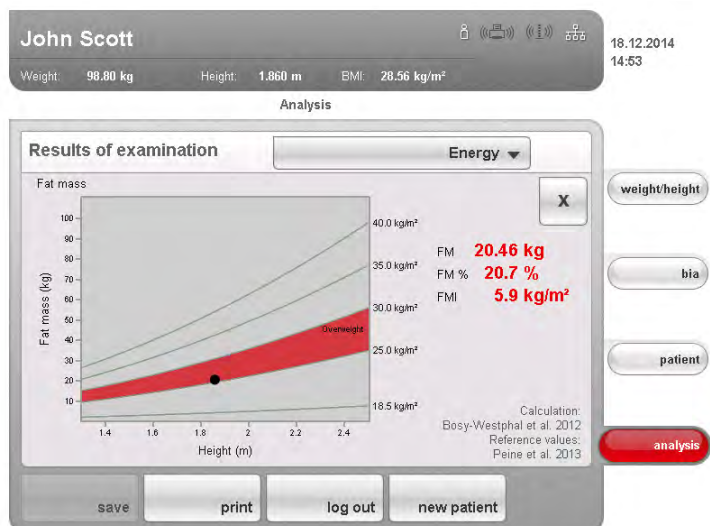 John Scott
Weight: 98.80 kg Height: 1.860 m BMI: 28.56 kg/m²
18.12.2014
14:53
Analysis
Results of examination
Energy
Fat mass
X
weight/height
bia
patient
analysis
Fat mass (kg)
100
90
80
70
60
50
40
30
20
10
40.0 kg/m²
35.0 kg/m²
30.0 kg/m²
Overweight
25.0 kg/m²
18.5 kg/m²
1.4 1.6 1.8 2 2.2 2.4
Height (m)
FM 20.46 kg
FM % 20.7 %
FMI 5.9 kg/m²
Calculation:
Bosy-Westphal et al. 2012
Reference values:
Peine et al. 2013
save
print
log out
new patient